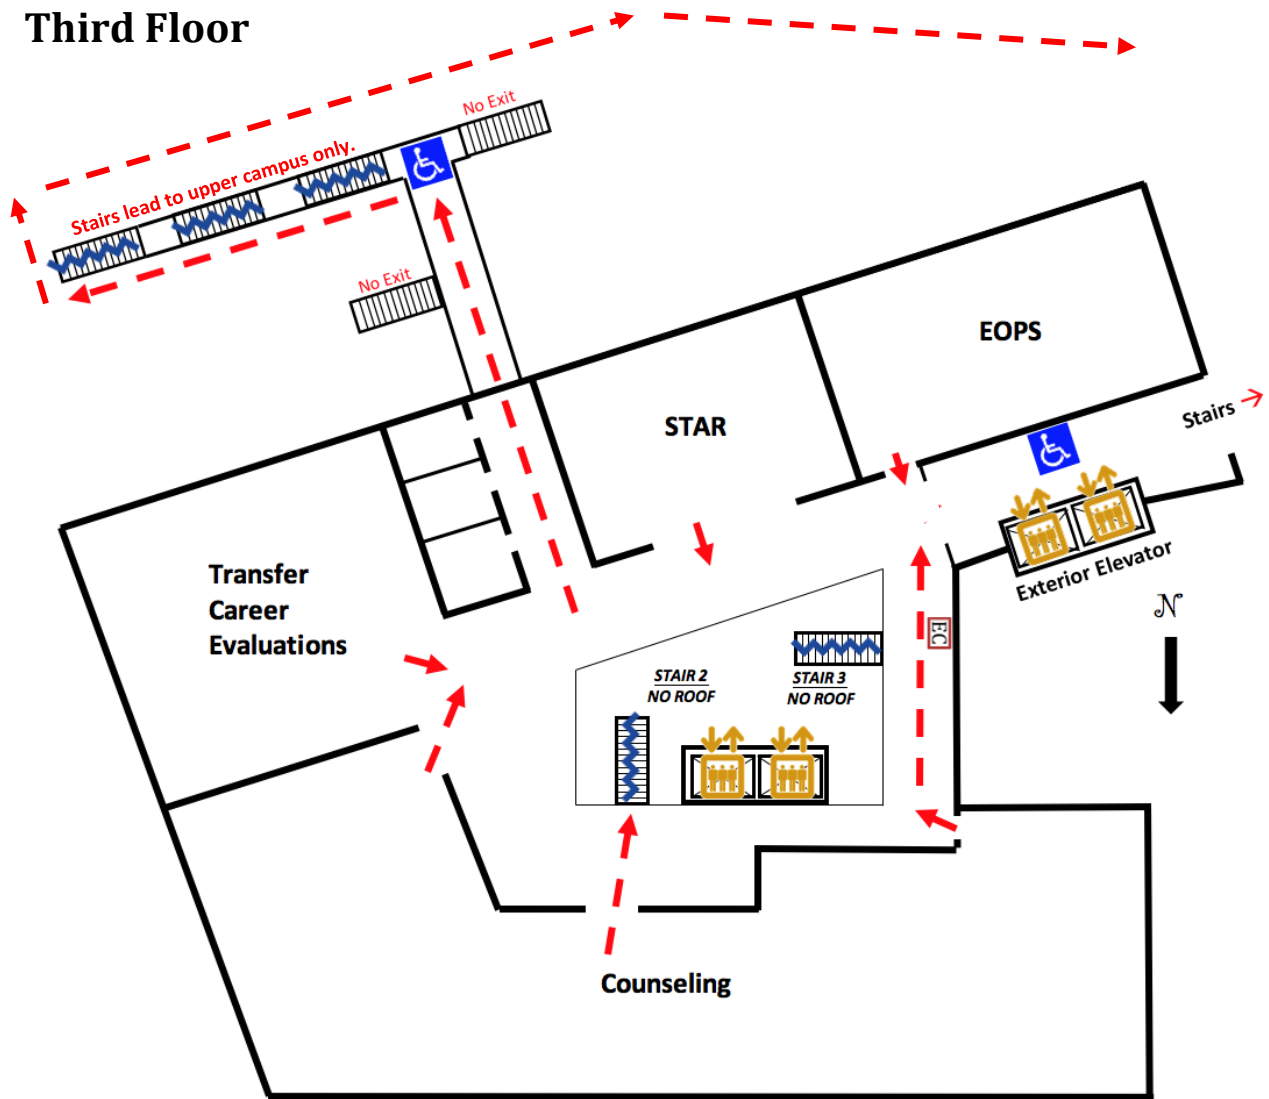 Third Floor
No Exit
Stairs lead to upper campus only.
No Exit
EOPS
Stairs
STAR
Exterior Elevator
Transfer
Career
Evaluations
N
EC
STAIR 2
NO ROOF
STAIR 3
NO ROOF
Counseling